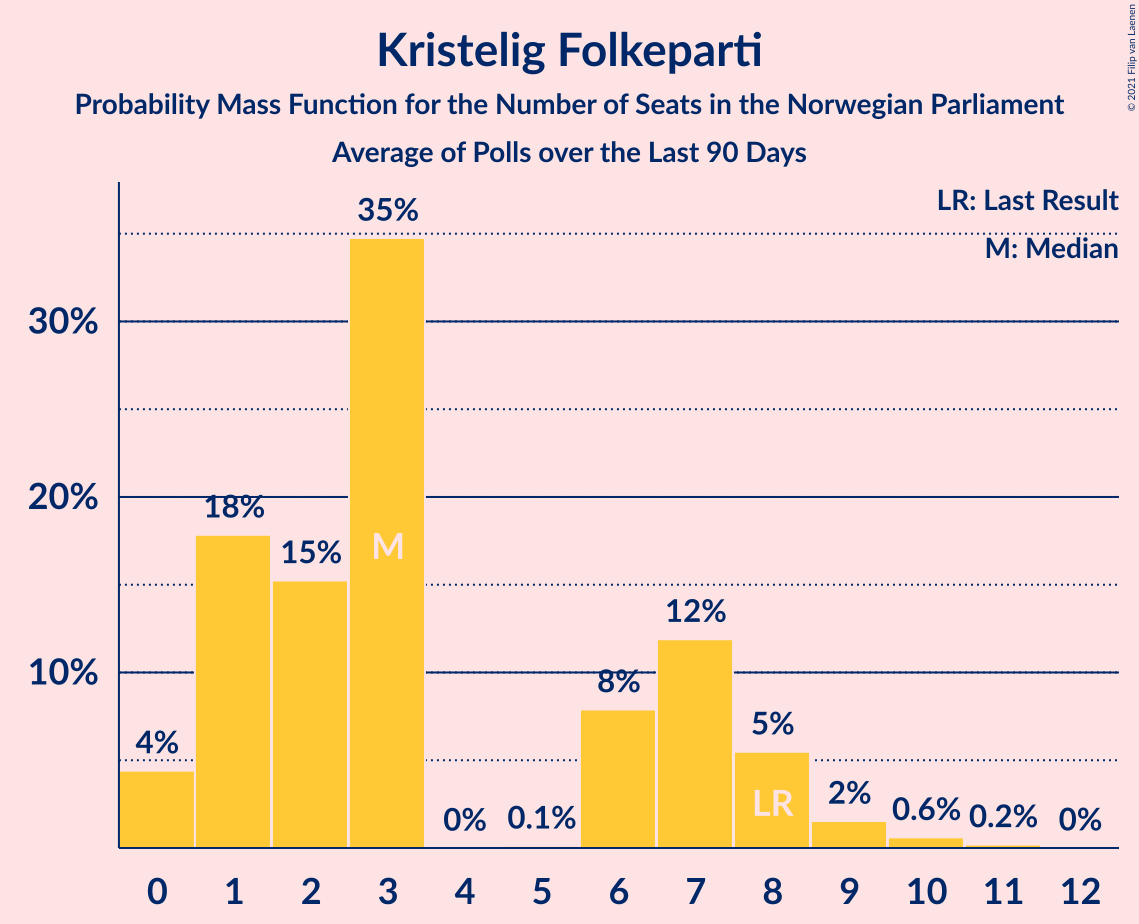 Kristelig Folkeparti
Probability Mass Function for the Number of Seats in the Norwegian Parliament
Average of Polls over the Last 90 Days
© 2021 Filip van Laenen
LR: Last Result
M: Median
35%
30%
20%
18%
15%
M
12%
10%
8%
5%
4%
LR
2%
0%
0.1%
0.6%
0.2%
0%
0 1 2 3 4 5 6 7 8 9 10 11 12